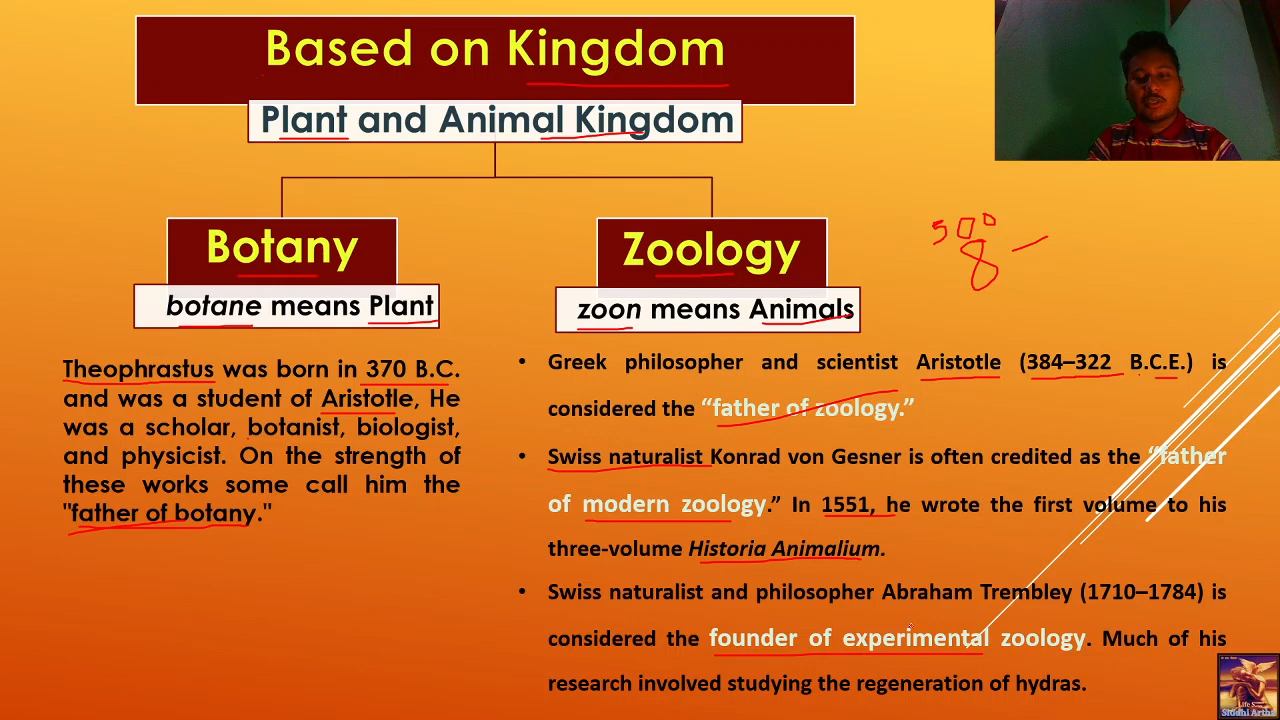 Based on Kingdom
Plant and Animal Kingdom
Botany
botane means Plant
Theophrastus was born in 370 B.C.
and was a student of Aristotle, He
was a scholar, botanist, biologist,
and physicist. On the strength of
these works some call him the
"father of botany."
Zoology
zoon means Animals
• Greek philosopher and scientist Aristotle (384–322 B.C.E.) is
considered the “father of zoology.”
• Swiss naturalist Konrad von Gesner is often credited as the “father
of modern zoology.” In 1551, he wrote the first volume to his
three-volume Historia Animalium.
• Swiss naturalist and philosopher Abraham Trembley (1710–1784) is
considered the founder of experimental zoology. Much of his
research involved studying the regeneration of hydras.
500
8 –
Siddhi Artha